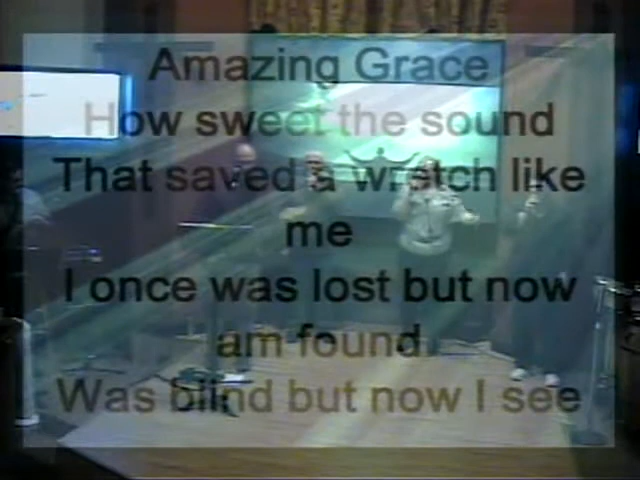 Amazing Grace
How sweet the sound
That saved a wretch like
me
I once was lost but now
am found
Was blind but now I see